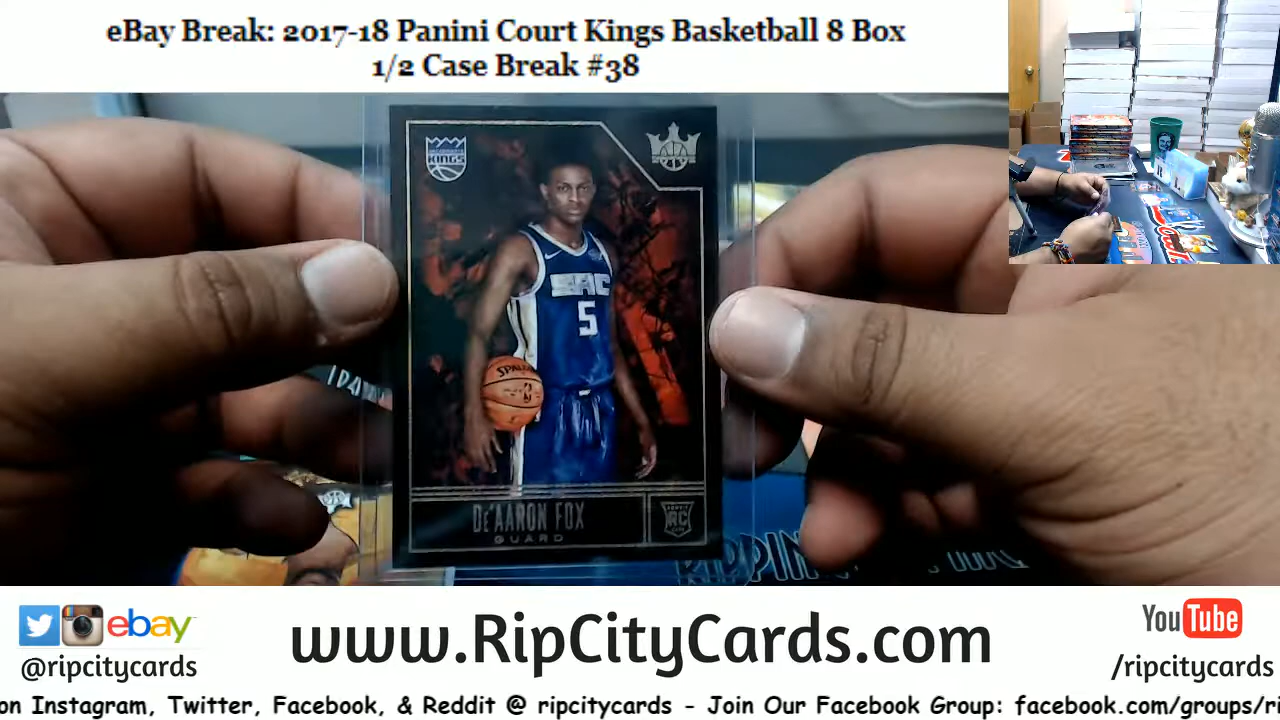 eBay Break: 2017-18 Panini Court Kings Basketball 8 Box
1/2 Case Break #38
KINGS
SAC
5
SPALDING
De'AARON FOX
GUARD
RC
RIPPIN
ebay
@ripcitycards
www.RipCityCards.com
YouTube
/ripcitycards
on Instagram, Twitter, Facebook, & Reddit @ ripcitycards - Join Our Facebook Group: facebook.com/groups/ri